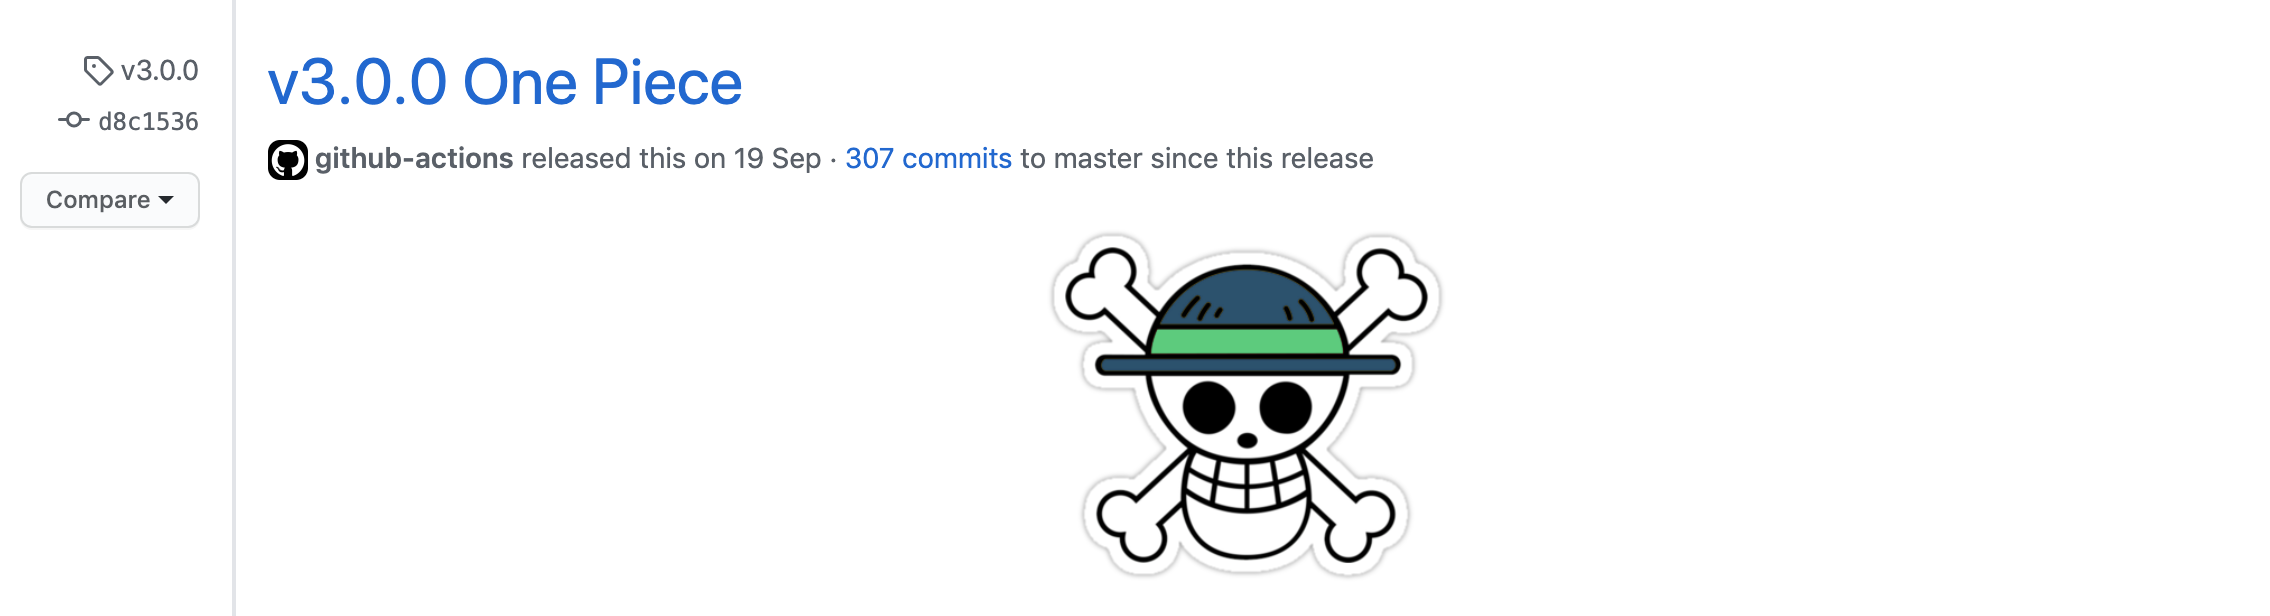 v3.0.0
d8c1536
Compare
v3.0.0 One Piece
github-actions released this on 19 Sep · 307 commits to master since this release